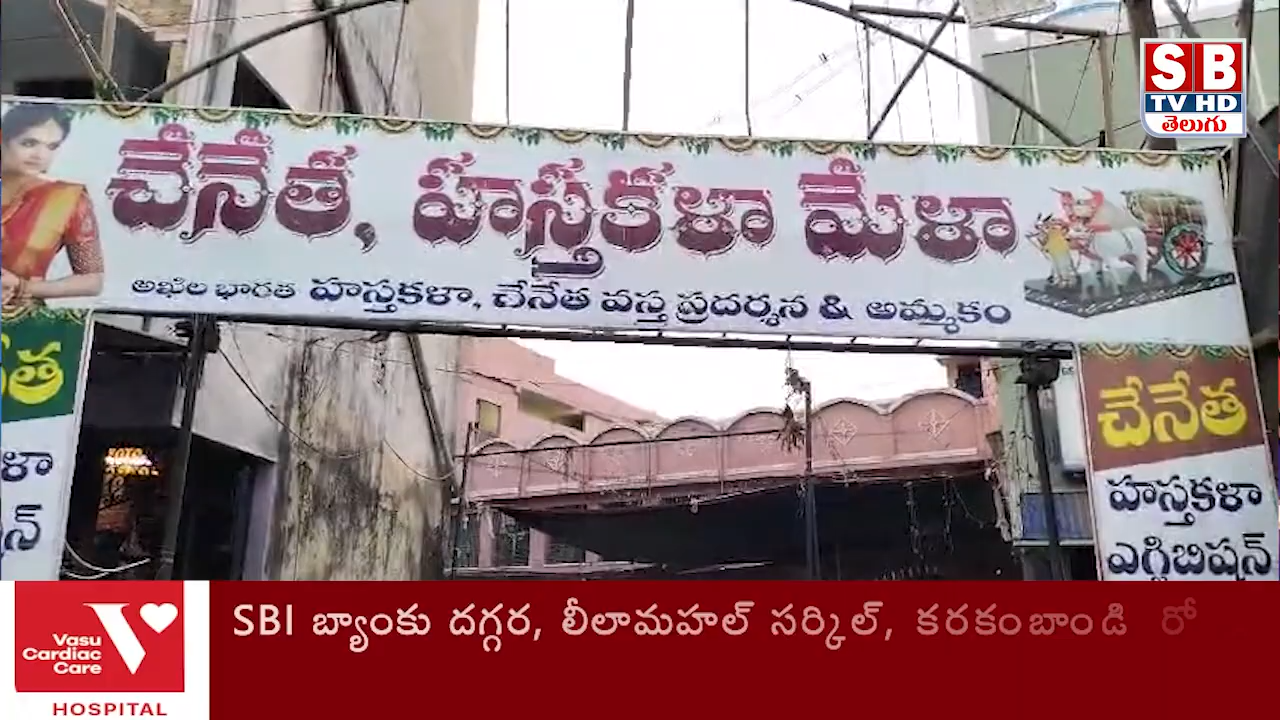 SB
TV HD
తెలుగు
చేనేత, హస్తకళా మేళా
అఖిల భారత హస్తకళా, చేనేత వస్త్ర ప్రదర్శన & అమ్మకం
చేనేత
హస్తకళా
ఎగ్జిబిషన్
Vasu
Cardiac
Care
HOSPITAL
SBI బ్యాంకు దగ్గర, లీలామహల్ సర్కిల్, కరకంబాండి రో